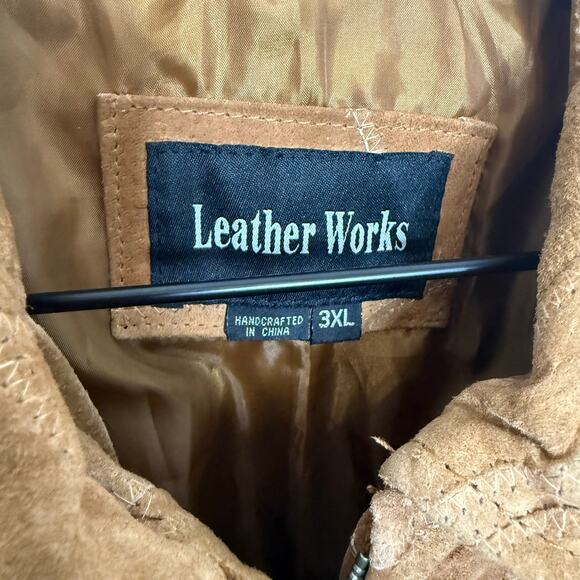 Leather Works
HANDCRAFTED
IN CHINA
3XL